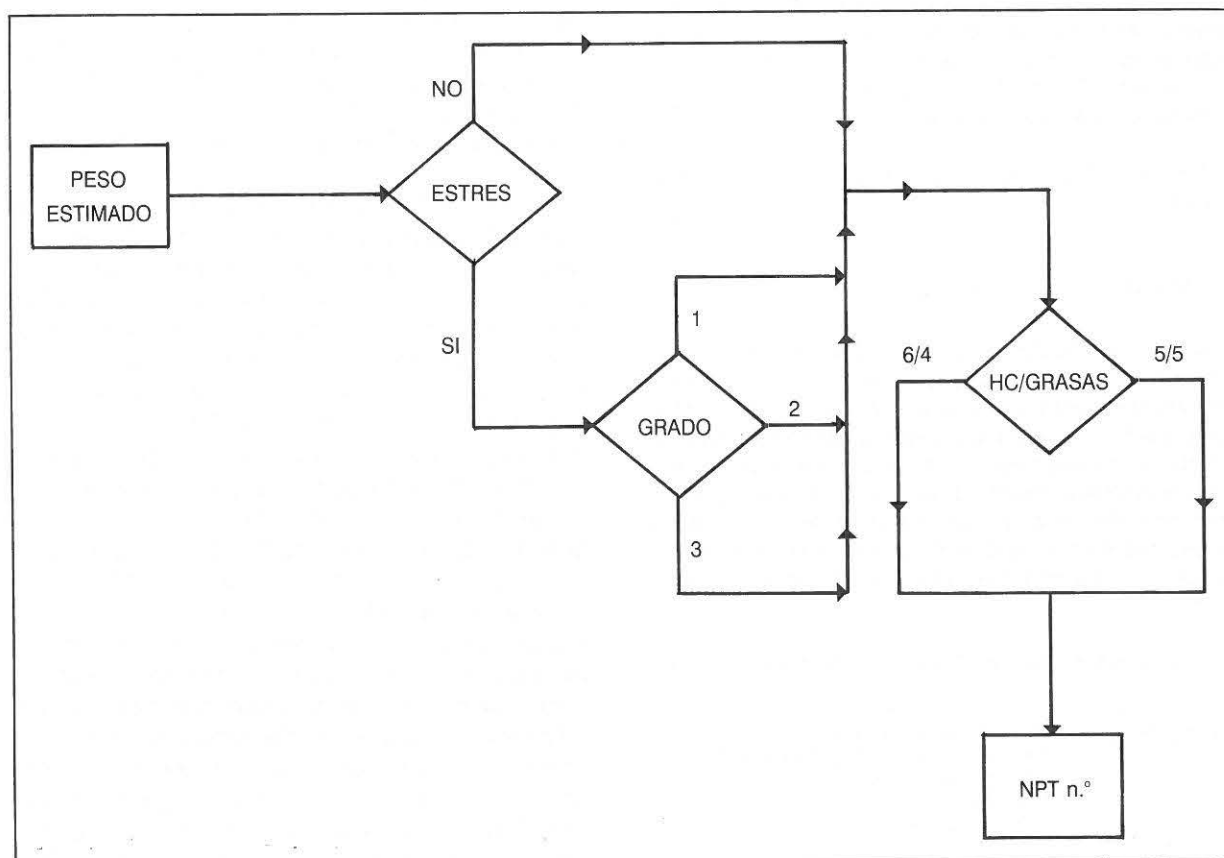 NO
PESO
ESTIMADO
ESTRES
SI
1
GRADO
2
3
6/4
HC/GRASAS
5/5
NPT n.°